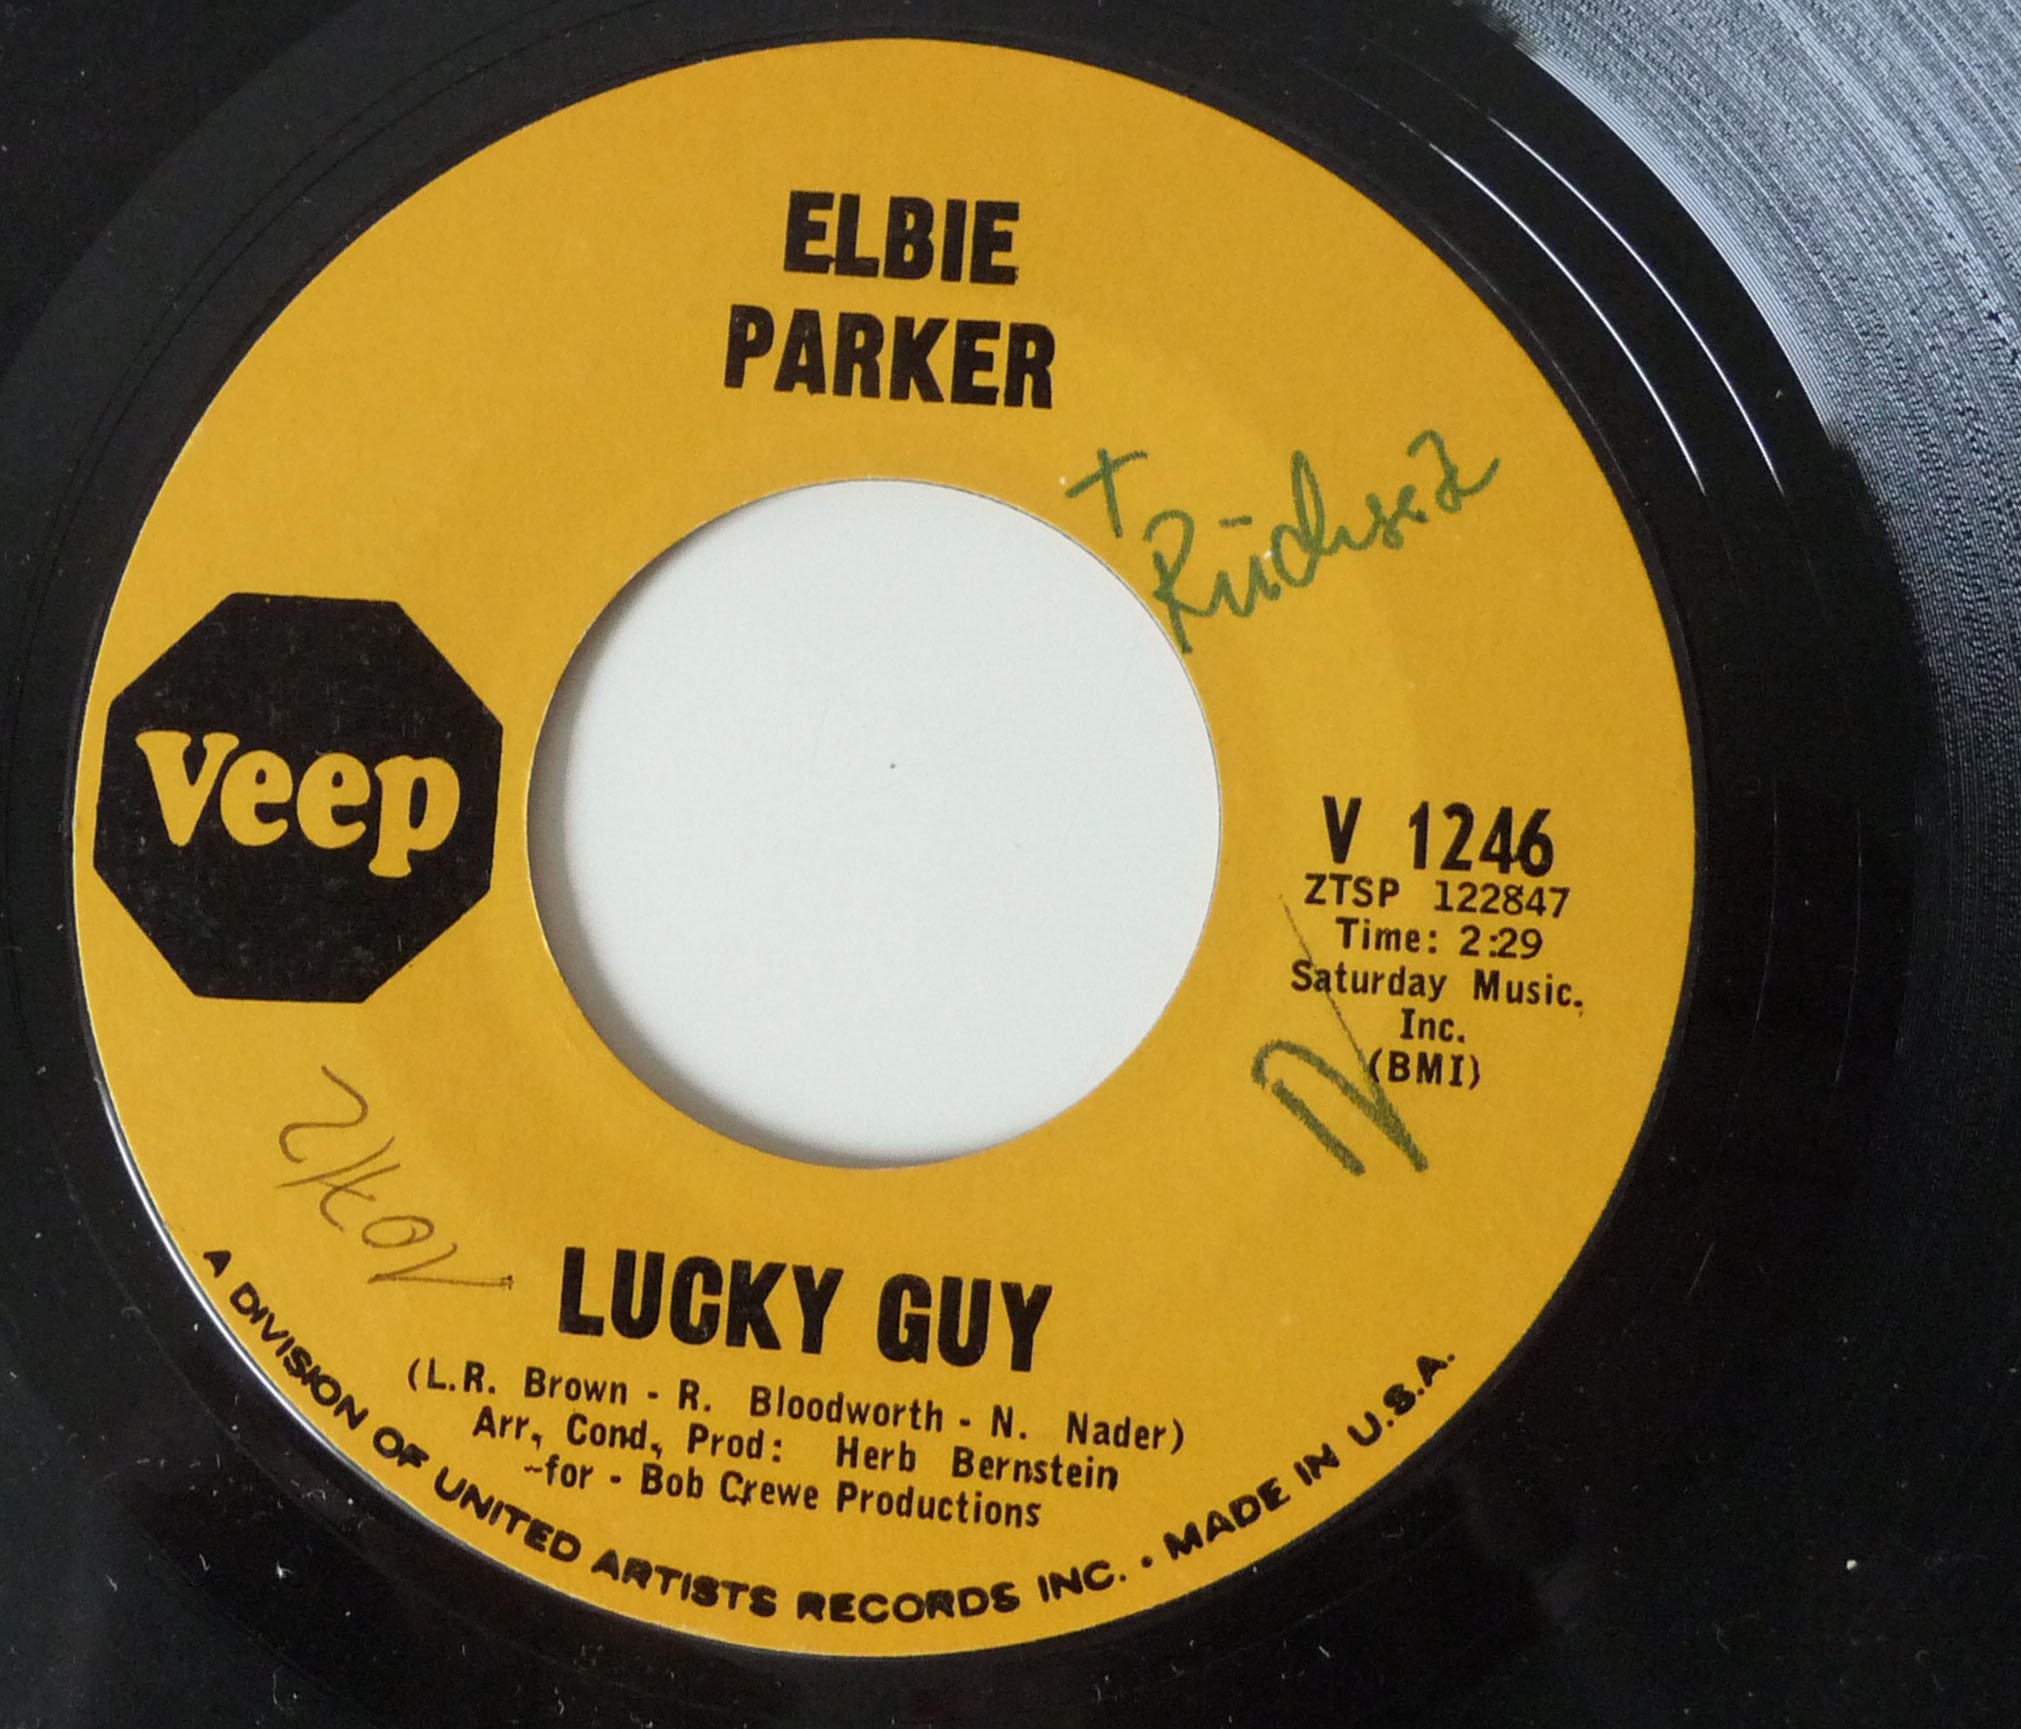 ELBIE
PARKER
veep
V 1246
ZTSP 122847
Time: 2:29
Saturday Music,
Inc.
(BMI)
LUCKY GUY
(L.R. Brown - R. Bloodworth - N. Nader)
Arr, Cond, Prod: Herb Bernstein
-for - Bob Crewe Productions
A DIVISION OF UNITED ARTISTS RECORDS INC. • MADE IN U.S.A.